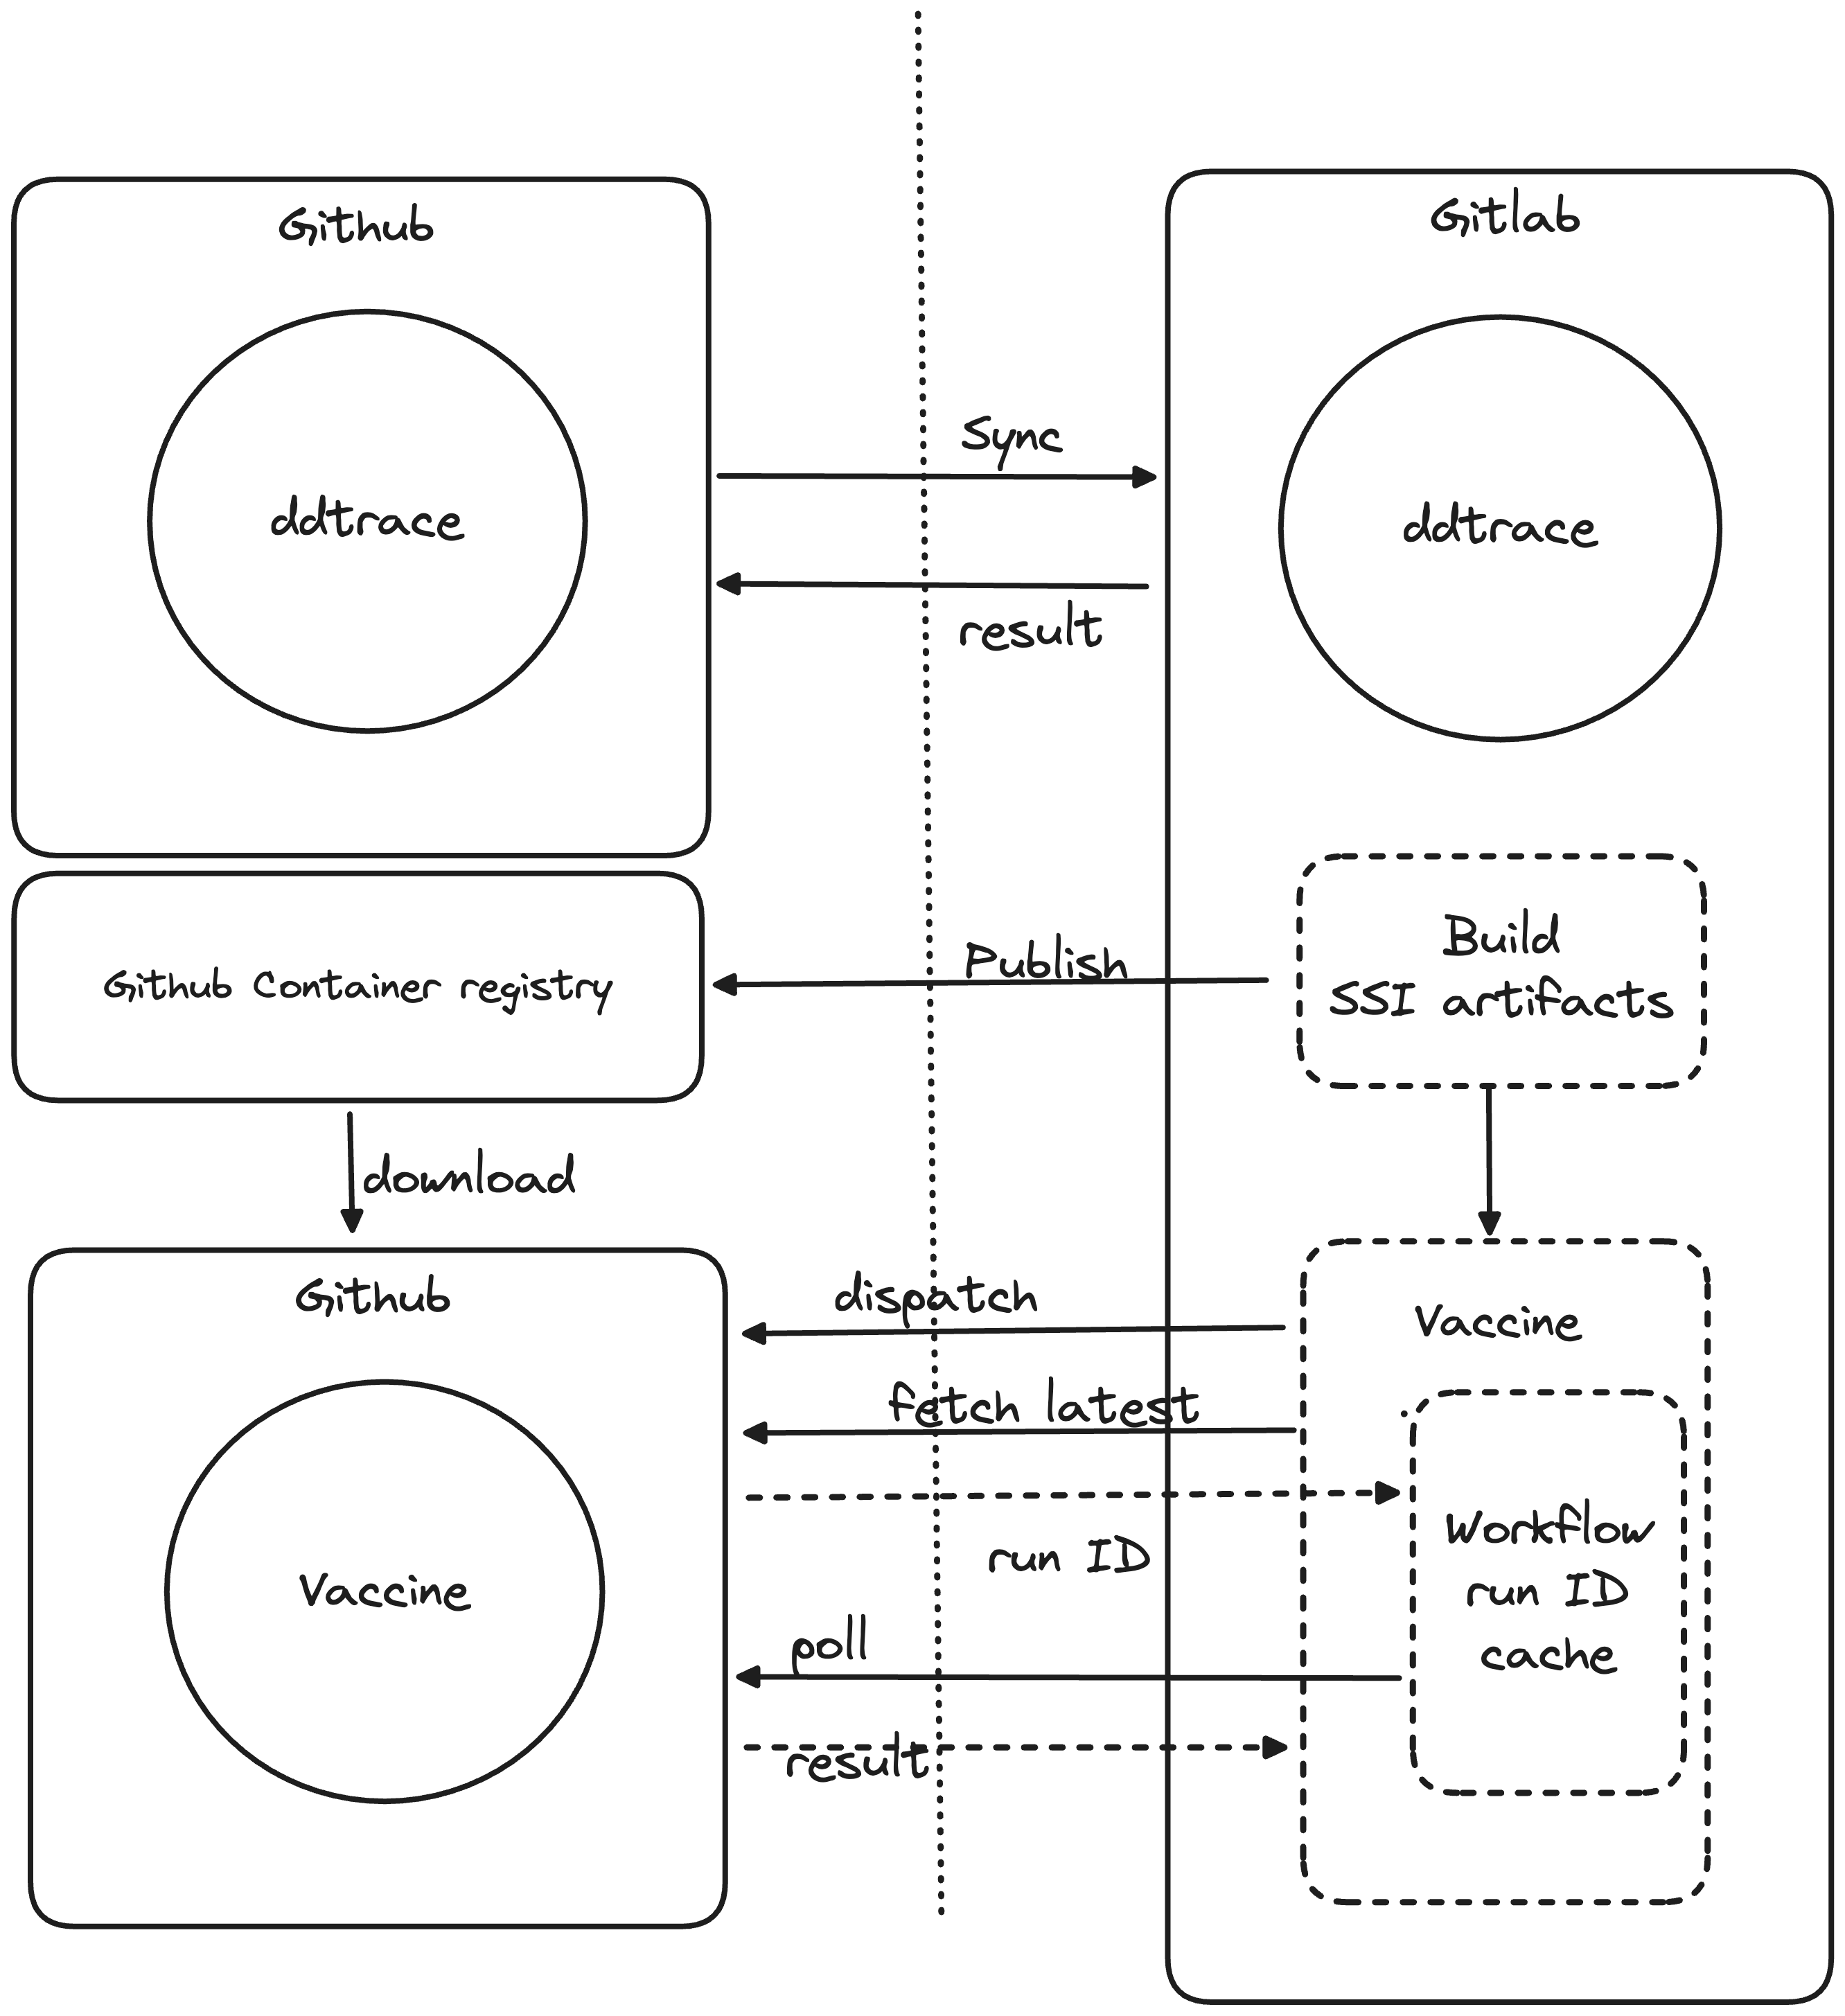 Github
Gitlab
ddtrace
ddtrace
Sync
result
Build
SSI artifacts
Publish
Github Container registry
download
Github
Vaccine
dispatch
Vaccine
fetch latest
run ID
workflow
run ID
cache
poll
result